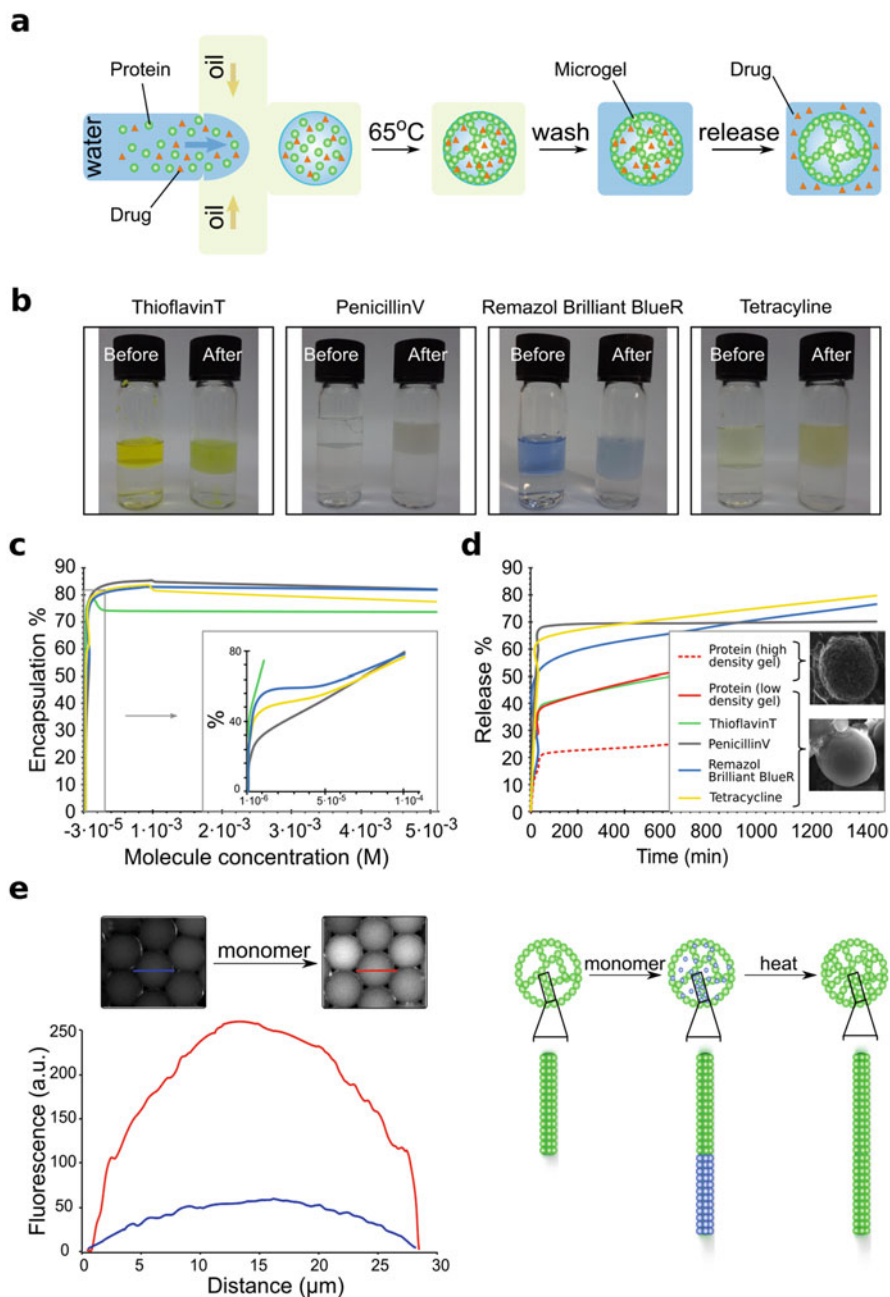 a
Protein
water
Drug
oil
oil
65°C
wash
Microgel
release
Drug
b
ThioflavinT
PenicillinV
Remazol Brilliant BlueR
Tetracyline
Before
After
Before
After
Before
After
Before
After
c
Encapsulation %
90
80
70
60
50
40
30
20
10
0
-3·10⁻⁵
1·10⁻³
2·10⁻³
3·10⁻³
4·10⁻³
5·10⁻³
Molecule concentration (M)
%
80
40
0
1·10⁻⁶
5·10⁻⁵
1·10⁻⁴
d
Release %
90
80
70
60
50
40
30
20
10
0
0
200
400
600
800
1000
1200
1400
Time (min)
Protein (high
density gel)
Protein (low
density gel)
ThioflavinT
PenicillinV
Remazol
Brilliant BlueR
Tetracycline
e
monomer
Fluorescence (a.u.)
250
200
150
100
50
0
5
10
15
20
25
30
Distance (µm)
monomer
heat